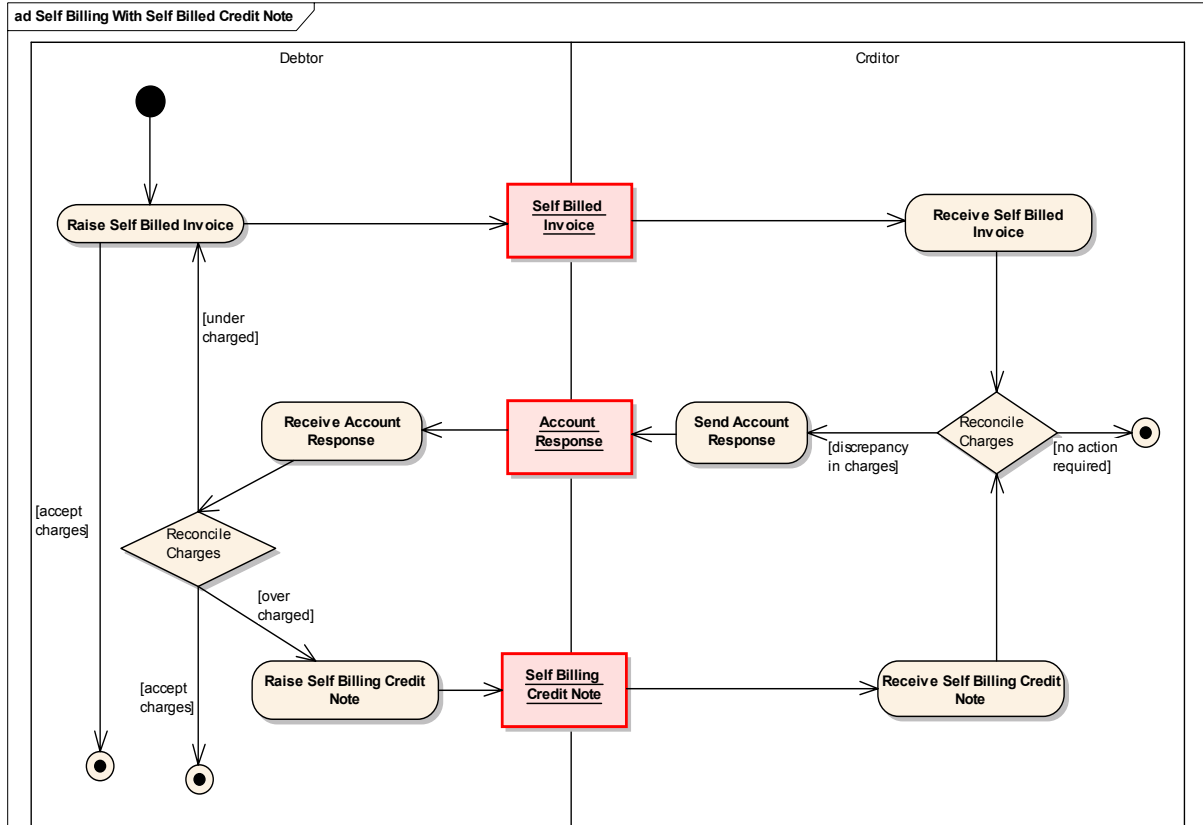 ad Self Billing With Self Billed Credit Note
Debtor
Crditor
Raise Self Billed Invoice
Self Billed
Invoice
Receive Self Billed
Invoice
[under
charged]
Receive Account
Response
Account
Response
Send Account
Response
Reconcile
Charges
[discrepancy
in charges]
[no action
required]
[accept
charges]
Reconcile
Charges
[over
charged]
[accept
charges]
Raise Self Billing Credit
Note
Self Billing
Credit Note
Receive Self Billing Credit
Note